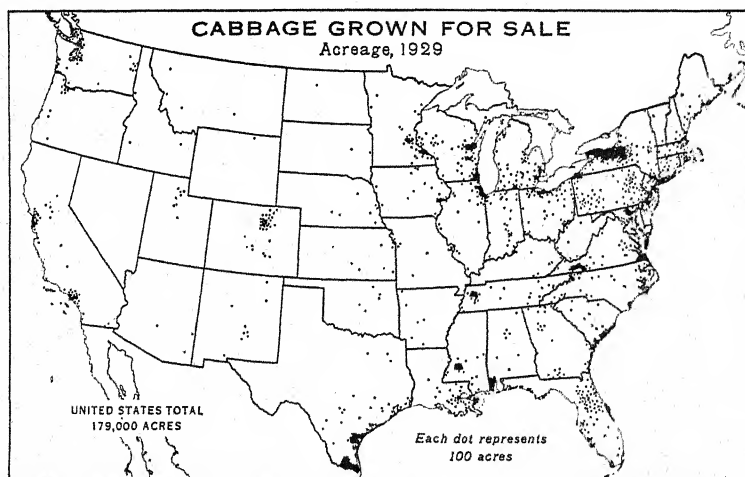 CABBAGE GROWN FOR SALE
Acreage, 1929
UNITED STATES TOTAL
179,000 ACRES
Each dot represents
100 acres